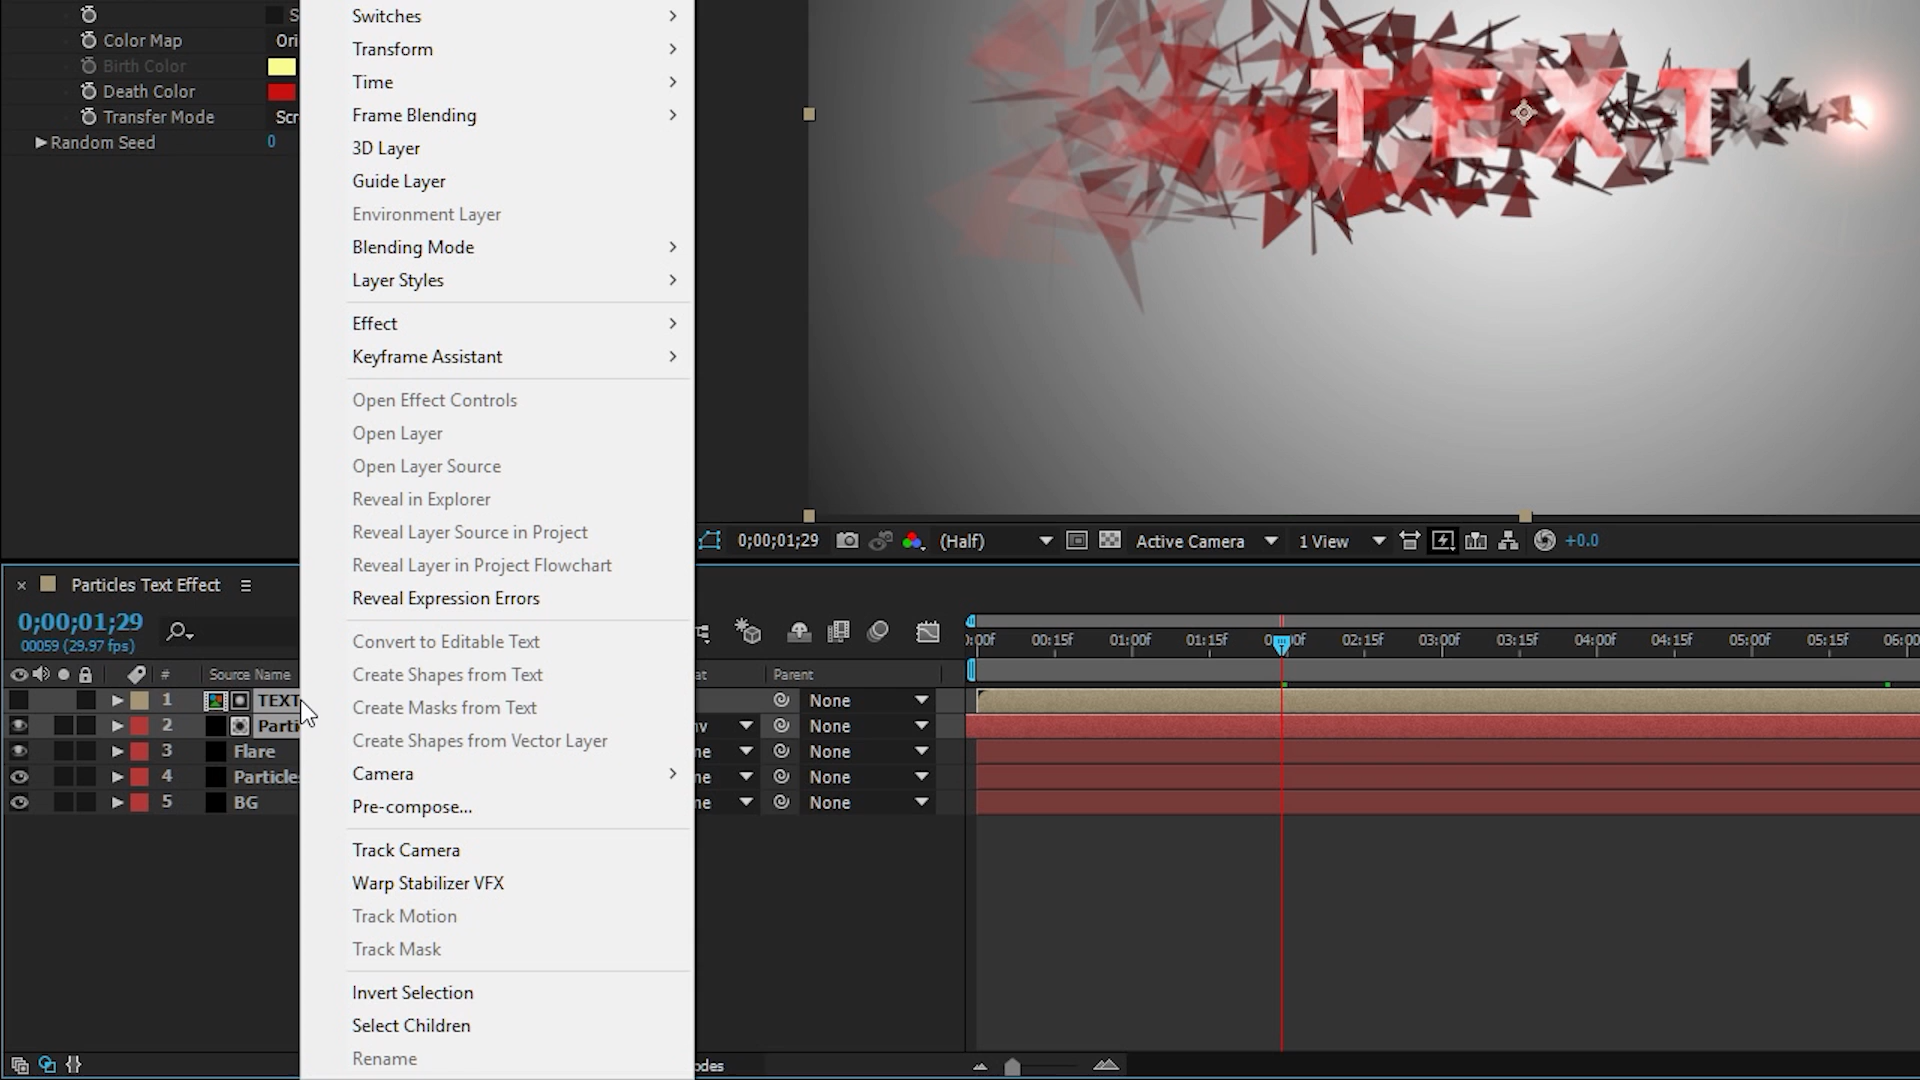 S
Color Map Ori
Birth Color
Death Color
Transfer Mode Scr
Random Seed 0
Switches
Transform
Time
Frame Blending
3D Layer
Guide Layer
Environment Layer
Blending Mode
Layer Styles
Effect
Keyframe Assistant
Open Effect Controls
Open Layer
Open Layer Source
Reveal in Explorer
Reveal Layer Source in Project
Reveal Layer in Project Flowchart
Reveal Expression Errors
Convert to Editable Text
Create Shapes from Text
Create Masks from Text
Create Shapes from Vector Layer
Camera
Pre-compose...
Track Camera
Warp Stabilizer VFX
Track Motion
Track Mask
Invert Selection
Select Children
Rename
TEXT
0;00;01;29 (Half) Active Camera 1 View +0.0
Particles Text Effect
0;00;01;29
00059 (29.97 fps)
# Source Name at Parent
1 TEXT None
2 Parti v None
3 Flare ne None
4 Particles ne None
5 BG ne None
:00f 00:15f 01:00f 01:15f 0 00f 02:15f 03:00f 03:15f 04:00f 04:15f 05:00f 05:15f 06:00
odes